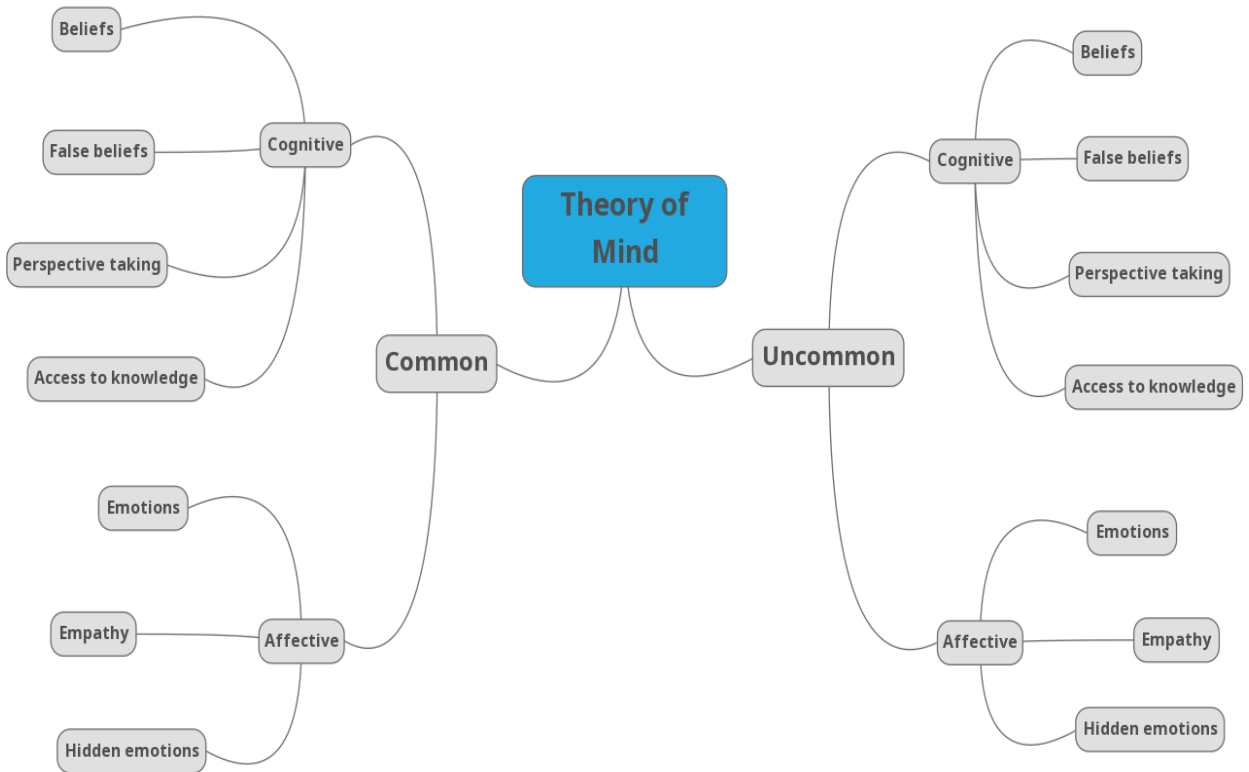 Theory of
Mind
Common
Cognitive
Beliefs
False beliefs
Perspective taking
Access to knowledge
Affective
Emotions
Empathy
Hidden emotions
Uncommon
Cognitive
Beliefs
False beliefs
Perspective taking
Access to knowledge
Affective
Emotions
Empathy
Hidden emotions